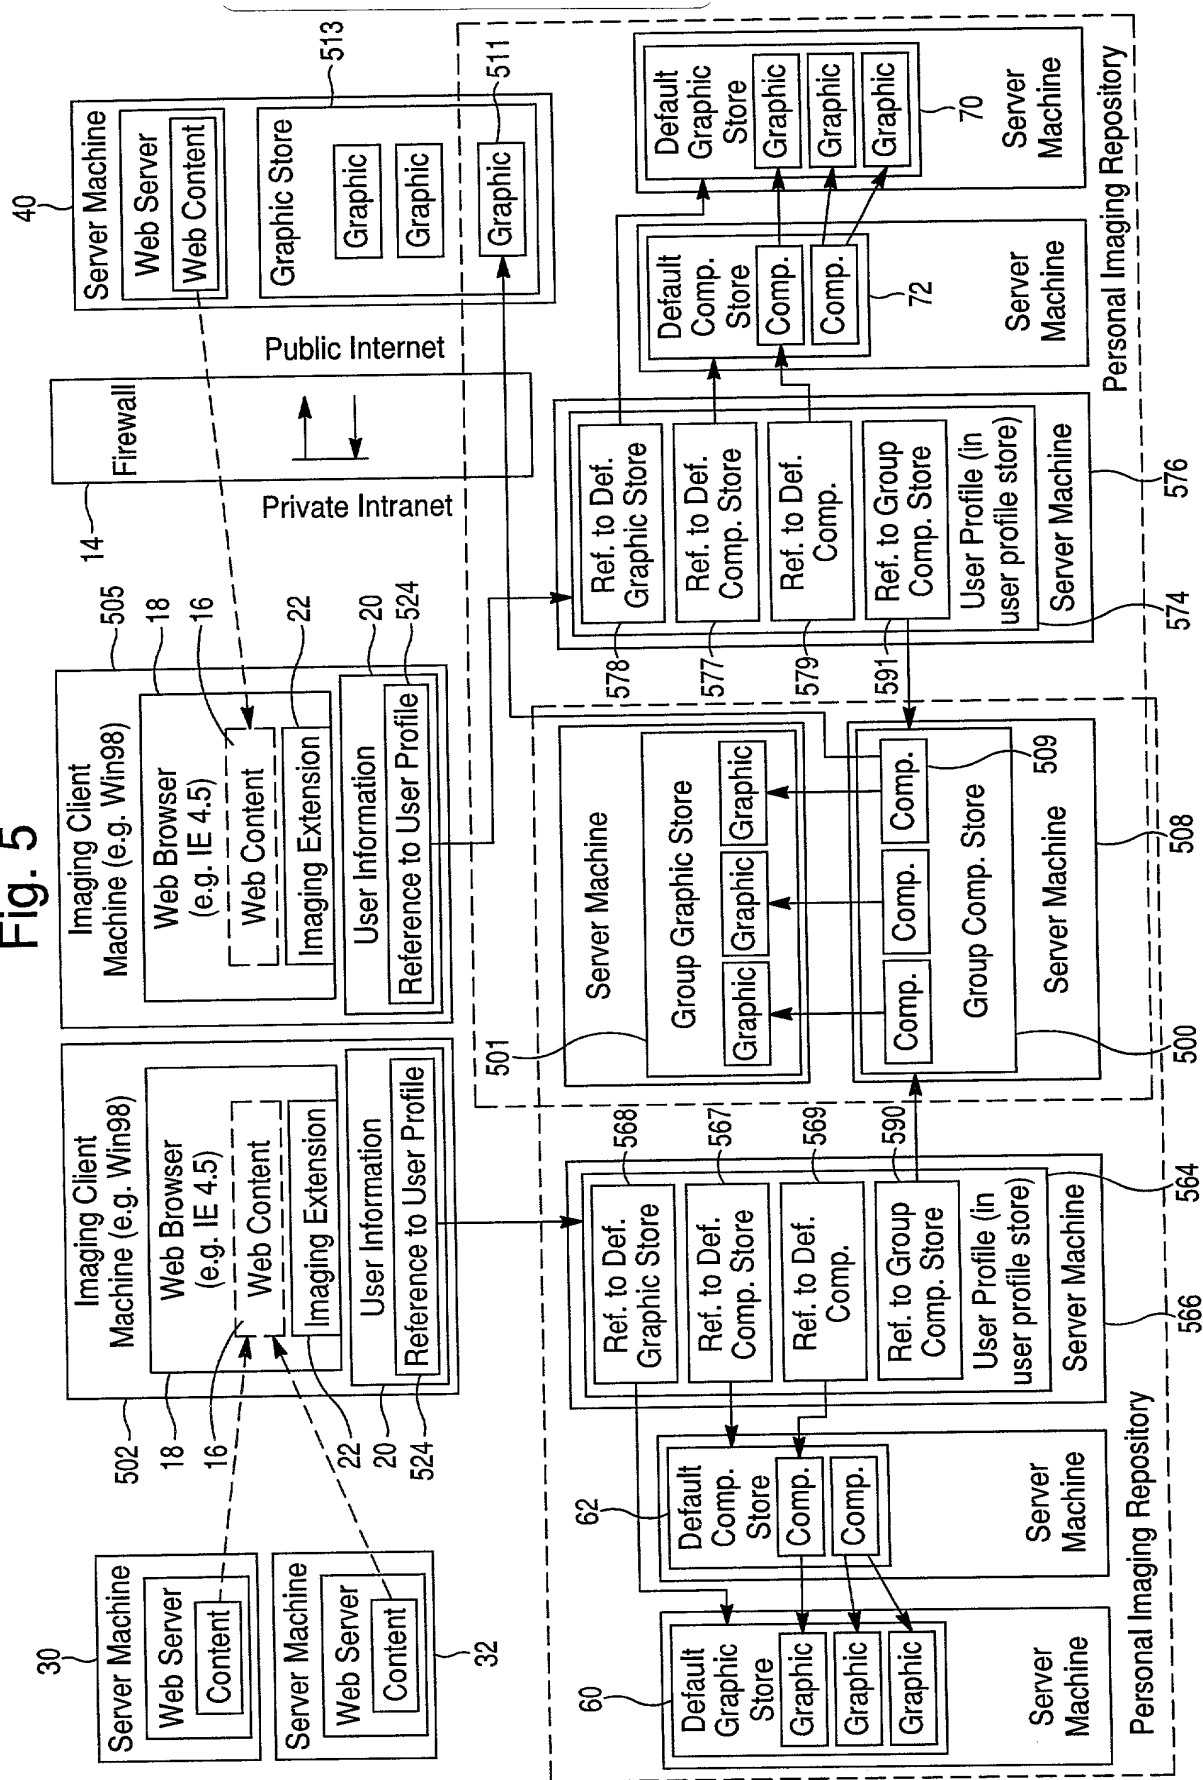 Fig. 5
30
Server Machine
Web Server
Content
Server Machine
Web Server
Content
32
502
18
16
22
20
524
Imaging Client
Machine (e.g. Win98)
Web Browser
(e.g. IE 4.5)
Web Content
Imaging Extension
User Information
Reference to User Profile
505
18
16
22
20
524
Imaging Client
Machine (e.g. Win98)
Web Browser
(e.g. IE 4.5)
Web Content
Imaging Extension
User Information
Reference to User Profile
14
Firewall
Private Intranet
Public Internet
40
Server Machine
Web Server
Web Content
Graphic Store
Graphic
Graphic
Graphic
513
511
60
Default
Graphic
Store
Graphic
Graphic
Graphic
Server
Machine
62
Default
Comp.
Store
Comp.
Comp.
Server
Machine
Personal Imaging Repository
Ref. to Def.
Graphic Store
568
Ref. to Def.
Comp. Store
567
Ref. to Def.
Comp.
569
Ref. to Group
Comp. Store
590
User Profile (in
user profile store)
564
Server Machine
566
501
Server Machine
Group Graphic Store
Graphic
Graphic
Graphic
Comp.
Comp.
Comp.
509
Group Comp. Store
Server Machine
500
508
578
Ref. to Def.
Graphic Store
577
Ref. to Def.
Comp. Store
579
Ref. to Def.
Comp.
591
Ref. to Group
Comp. Store
User Profile (in
user profile store)
574
Server Machine
576
Default
Comp.
Store
Comp.
Comp.
72
Server
Machine
Default
Graphic
Store
Graphic
Graphic
Graphic
70
Server
Machine
Personal Imaging Repository